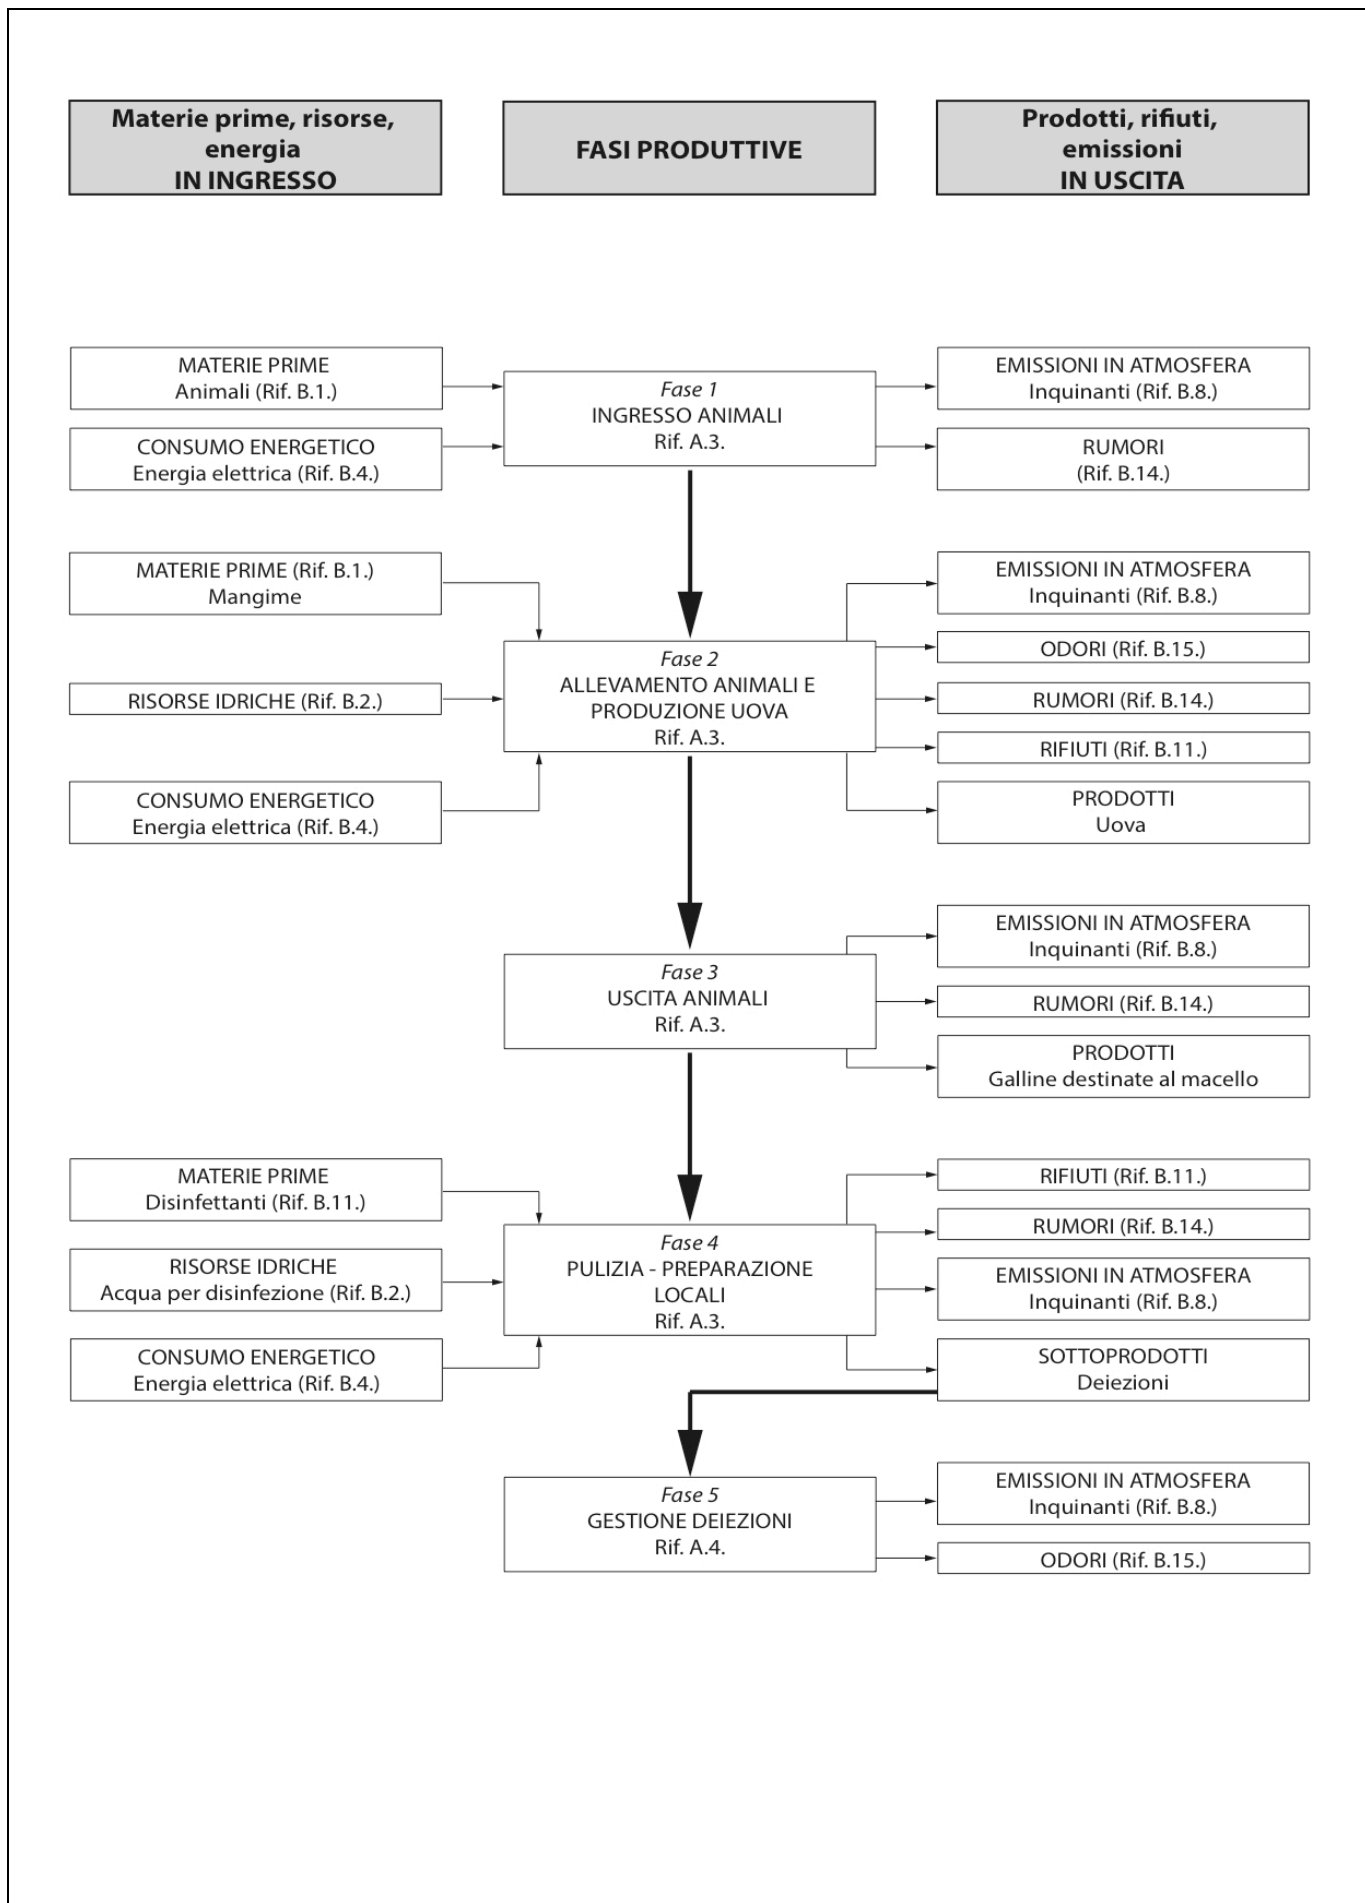 Materie prime, risorse,
energia
IN INGRESSO
FASI PRODUTTIVE
Prodotti, rifiuti,
emissioni
IN USCITA
MATERIE PRIME
Animali (Rif. B.1.)
CONSUMO ENERGETICO
Energia elettrica (Rif. B.4.)
Fase 1
INGRESSO ANIMALI
Rif. A.3.
EMISSIONI IN ATMOSFERA
Inquinanti (Rif. B.8.)
RUMORI
(Rif. B.14.)
MATERIE PRIME (Rif. B.1.)
Mangime
RISORSE IDRICHE (Rif. B.2.)
CONSUMO ENERGETICO
Energia elettrica (Rif. B.4.)
Fase 2
ALLEVAMENTO ANIMALI E
PRODUZIONE UOVA
Rif. A.3.
EMISSIONI IN ATMOSFERA
Inquinanti (Rif. B.8.)
ODORI (Rif. B.15.)
RUMORI (Rif. B.14.)
RIFIUTI (Rif. B.11.)
PRODOTTI
Uova
Fase 3
USCITA ANIMALI
Rif. A.3.
EMISSIONI IN ATMOSFERA
Inquinanti (Rif. B.8.)
RUMORI (Rif. B.14.)
PRODOTTI
Galline destinate al macello
MATERIE PRIME
Disinfettanti (Rif. B.11.)
RISORSE IDRICHE
Acqua per disinfezione (Rif. B.2.)
CONSUMO ENERGETICO
Energia elettrica (Rif. B.4.)
Fase 4
PULIZIA - PREPARAZIONE
LOCALI
Rif. A.3.
RIFIUTI (Rif. B.11.)
RUMORI (Rif. B.14.)
EMISSIONI IN ATMOSFERA
Inquinanti (Rif. B.8.)
SOTTOPRODOTTI
Deiezioni
Fase 5
GESTIONE DEIEZIONI
Rif. A.4.
EMISSIONI IN ATMOSFERA
Inquinanti (Rif. B.8.)
ODORI (Rif. B.15.)